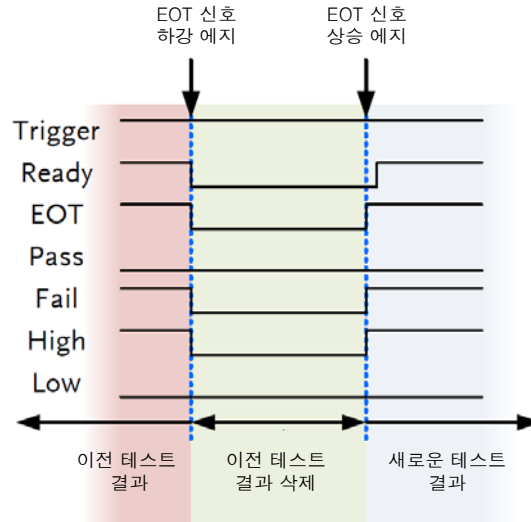 EOT 신호
하강 에지
EOT 신호
상승 에지
Trigger
Ready
EOT
Pass
Fail
High
Low
이전 테스트
결과
이전 테스트
결과 삭제
새로운 테스트
결과